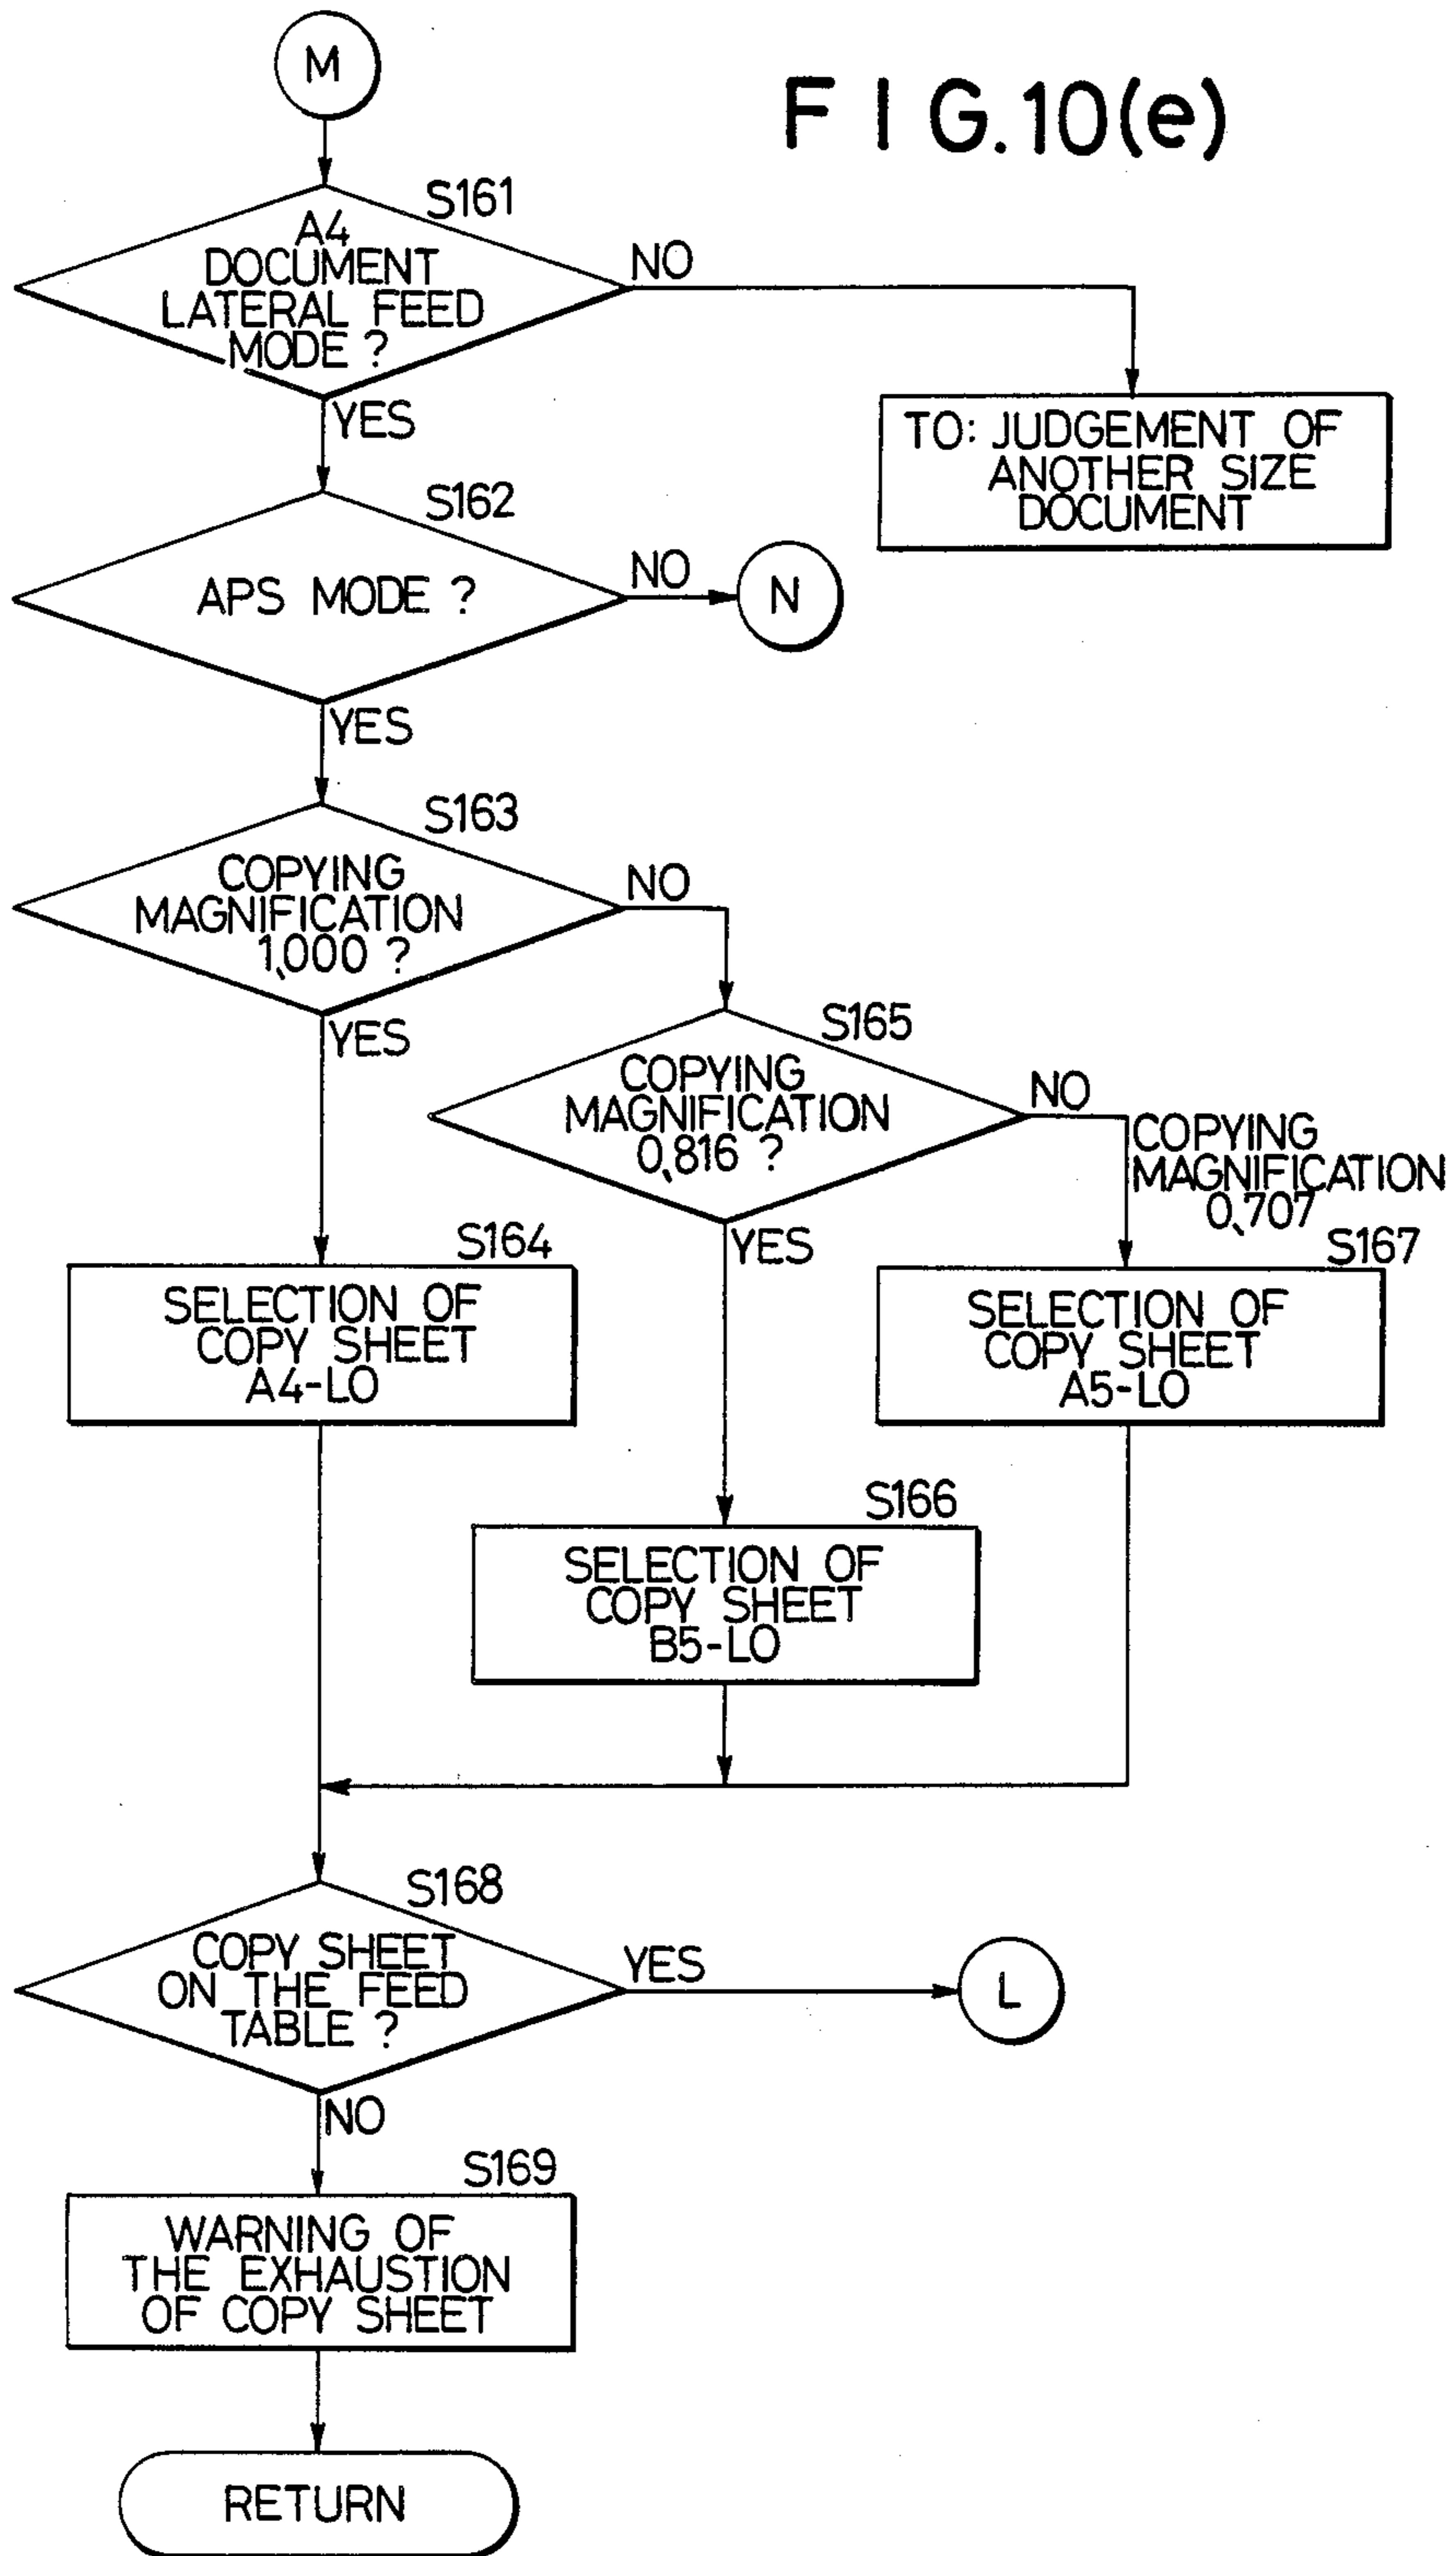 M
F I G.10(e)
S161
A4
DOCUMENT
LATERAL FEED
MODE ?
NO
YES
TO: JUDGEMENT OF
ANOTHER SIZE
DOCUMENT
S162
APS MODE ?
NO
N
YES
S163
COPYING
MAGNIFICATION
1,000 ?
NO
YES
S165
COPYING
MAGNIFICATION
0,816 ?
NO
COPYING
MAGNIFICATION
0,707
YES
S164
SELECTION OF
COPY SHEET
A4-LO
S167
SELECTION OF
COPY SHEET
A5-LO
S166
SELECTION OF
COPY SHEET
B5-LO
S168
COPY SHEET
ON THE FEED
TABLE ?
YES
L
NO
S169
WARNING OF
THE EXHAUSTION
OF COPY SHEET
RETURN